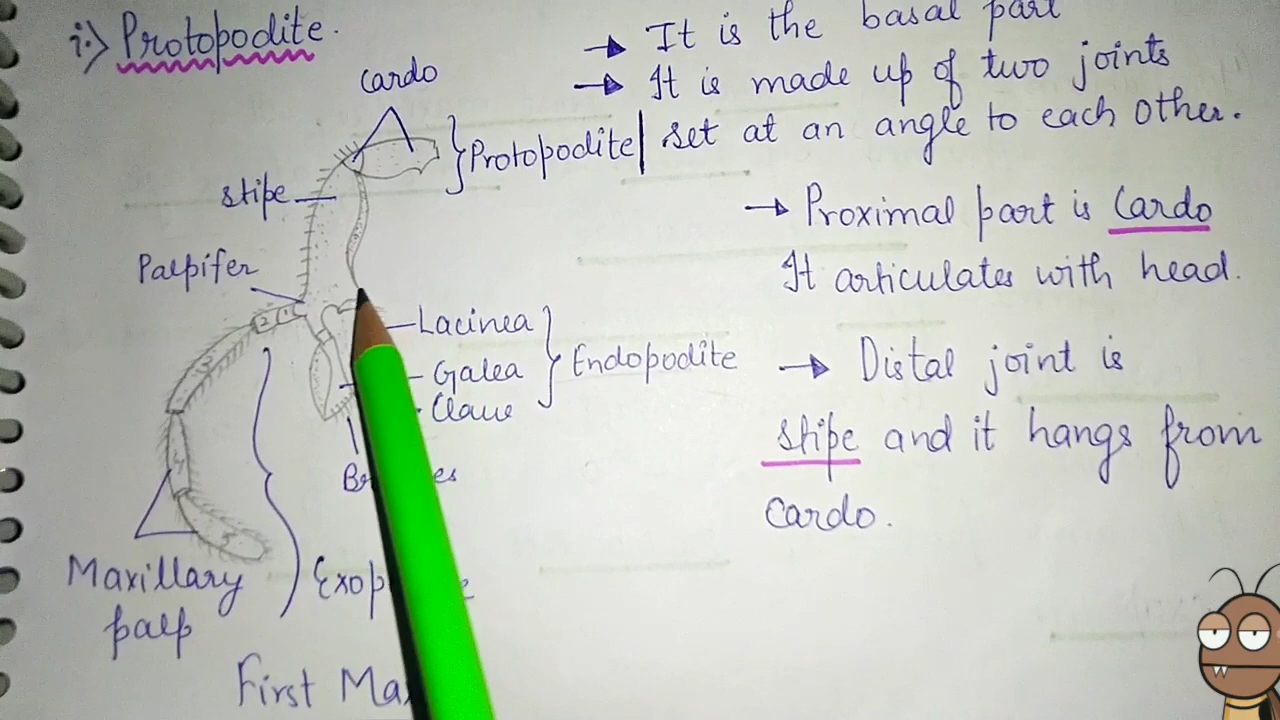 i.> Protopodite.
→ It is the basal part
→ It is made up of two joints
set at an angle to each other.
→ Proximal part is Cardo
It articulates with head.
→ Distal joint is
stipe and it hangs from
cardo.
cardo
Protopodite
stipe
Palpifer
2 1
Lacinea
Galea
Endopodite
Maxillary
palp
First